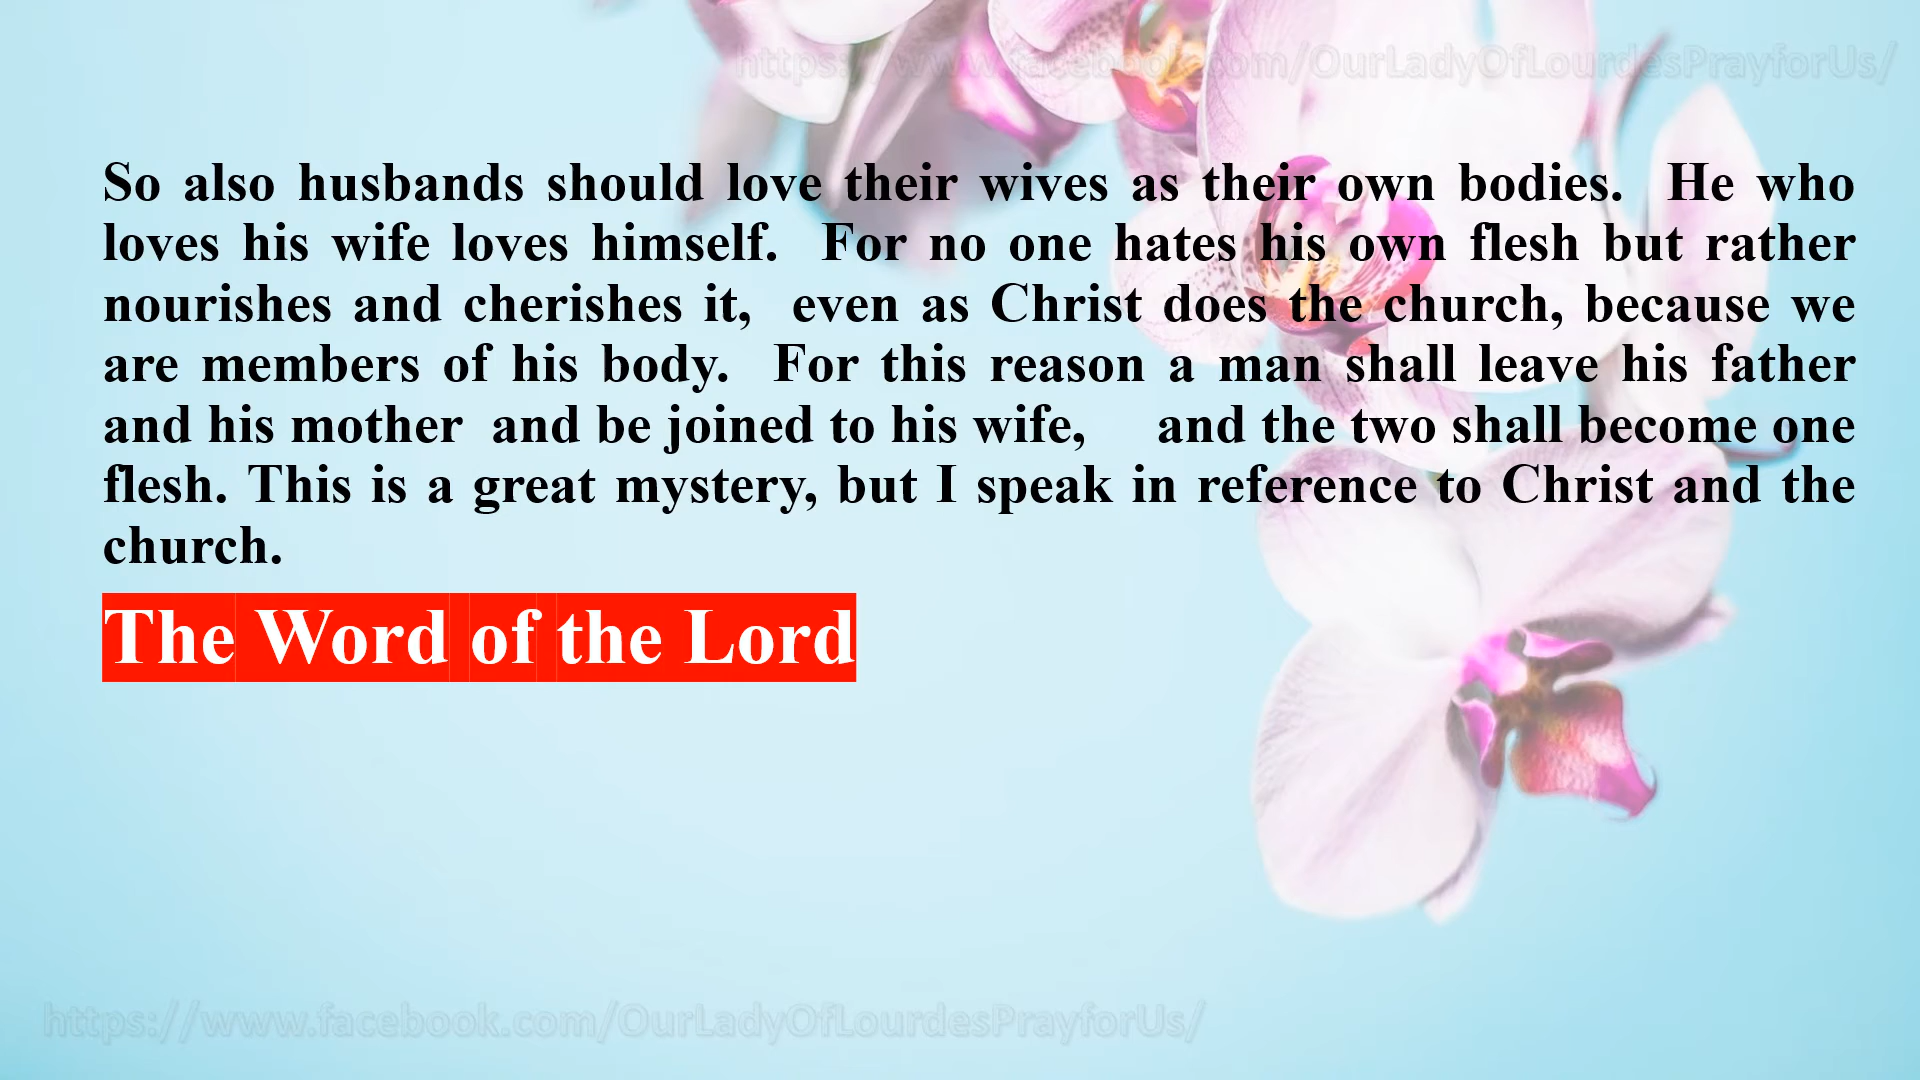 https://www.facebook.com/OurLadyOfLourdesPrayforUs/
So also husbands should love their wives as their own bodies.  He who
loves his wife loves himself.  For no one hates his own flesh but rather
nourishes and cherishes it,  even as Christ does the church, because we
are members of his body.  For this reason a man shall leave his father
and his mother  and be joined to his wife,    and the two shall become one
flesh. This is a great mystery, but I speak in reference to Christ and the
church.
The Word of the Lord
https://www.facebook.com/OurLadyOfLourdesPrayforUs/